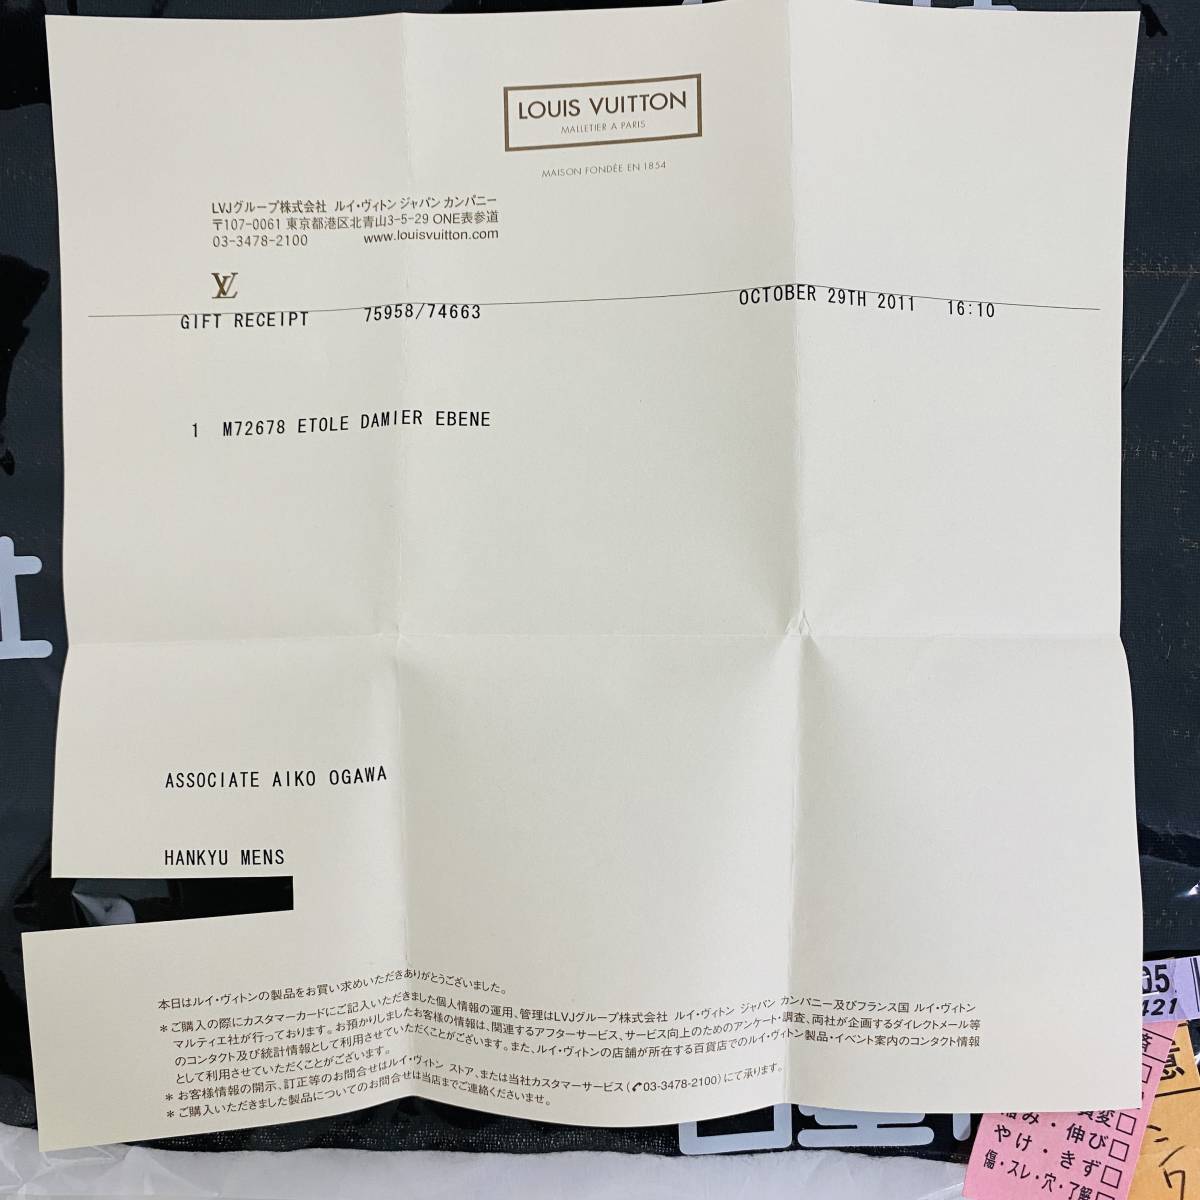 LOUIS VUITTON
MALLETIER A PARIS
MAISON FONDÉE EN 1854
LVJグループ株式会社 ルイ・ヴィトン ジャパン カンパニー
〒107-0061 東京都港区北青山3-5-29 ONE表参道
03-3478-2100 www.louisvuitton.com
LV
GIFT RECEIPT 75958/74663 OCTOBER 29TH 2011 16:10
1 M72678 ETOLE DAMIER EBENE
ASSOCIATE AIKO OGAWA
HANKYU MENS
本日はルイ・ヴィトンの製品をお買い求めいただきありがとうございました。
＊ご購入の際にカスタマーカードにご記入いただきました個人情報の運用、管理はLVJグループ株式会社 ルイ・ヴィトン ジャパン カンパニー及びフランス国 ルイ・ヴィトン
マルティエ社が行っております。お預かりしましたお客様の情報は、関連するアフターサービス、サービス向上のためのアンケート・調査、両社が企画するダイレクトメール等
のコンタクト及び統計情報として利用させていただくことがございます。また、ルイ・ヴィトンの店舗が所在する百貨店でのルイ・ヴィトン製品・イベント案内のコンタクト情報
として利用させていただくことがございます。
＊お客様情報の開示、訂正等のお問合せはルイ・ヴィトン ストア、または当社カスタマーサービス(03-3478-2100)にて承ります。
＊ご購入いただきました製品についてのお問合せは当店までご連絡くださいませ。
社
05
421
変
伸び
やけ・きず
傷・スレ・穴・了解